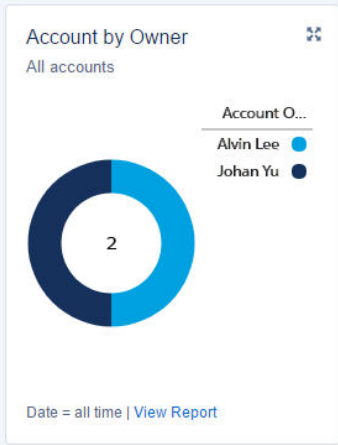 Account by Owner
All accounts
Account O...
Alvin Lee
Johan Yu
2
Date = all time | View Report